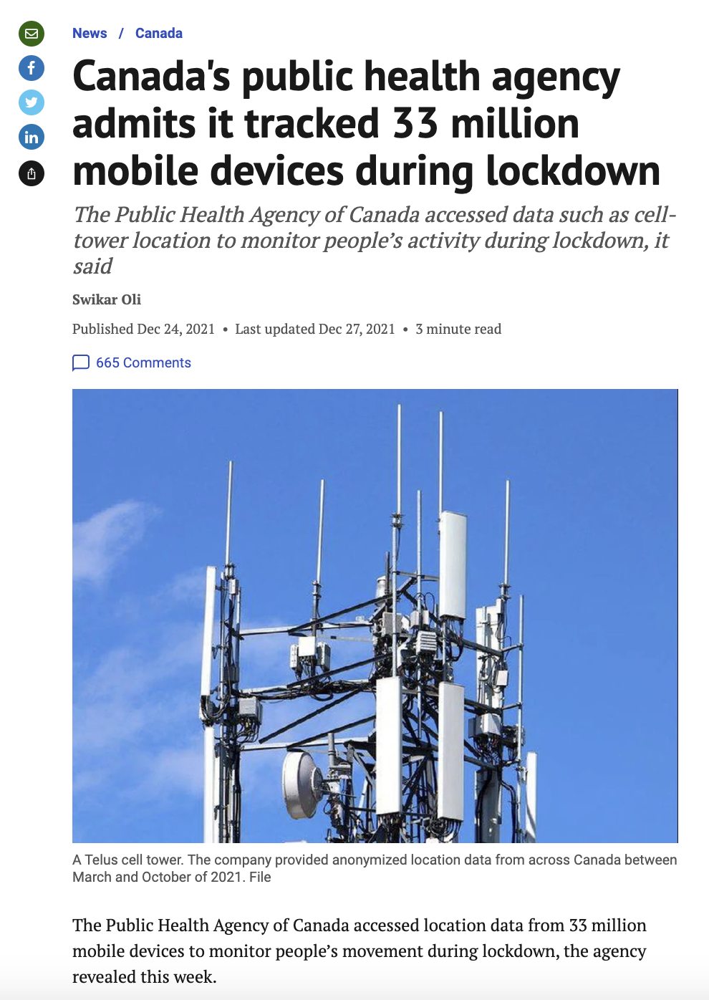 News / Canada
Canada's public health agency
admits it tracked 33 million
mobile devices during lockdown
The Public Health Agency of Canada accessed data such as cell-
tower location to monitor people’s activity during lockdown, it
said
Swikar Oli
Published Dec 24, 2021 • Last updated Dec 27, 2021 • 3 minute read
665 Comments
A Telus cell tower. The company provided anonymized location data from across Canada between
March and October of 2021. File
The Public Health Agency of Canada accessed location data from 33 million
mobile devices to monitor people’s movement during lockdown, the agency
revealed this week.